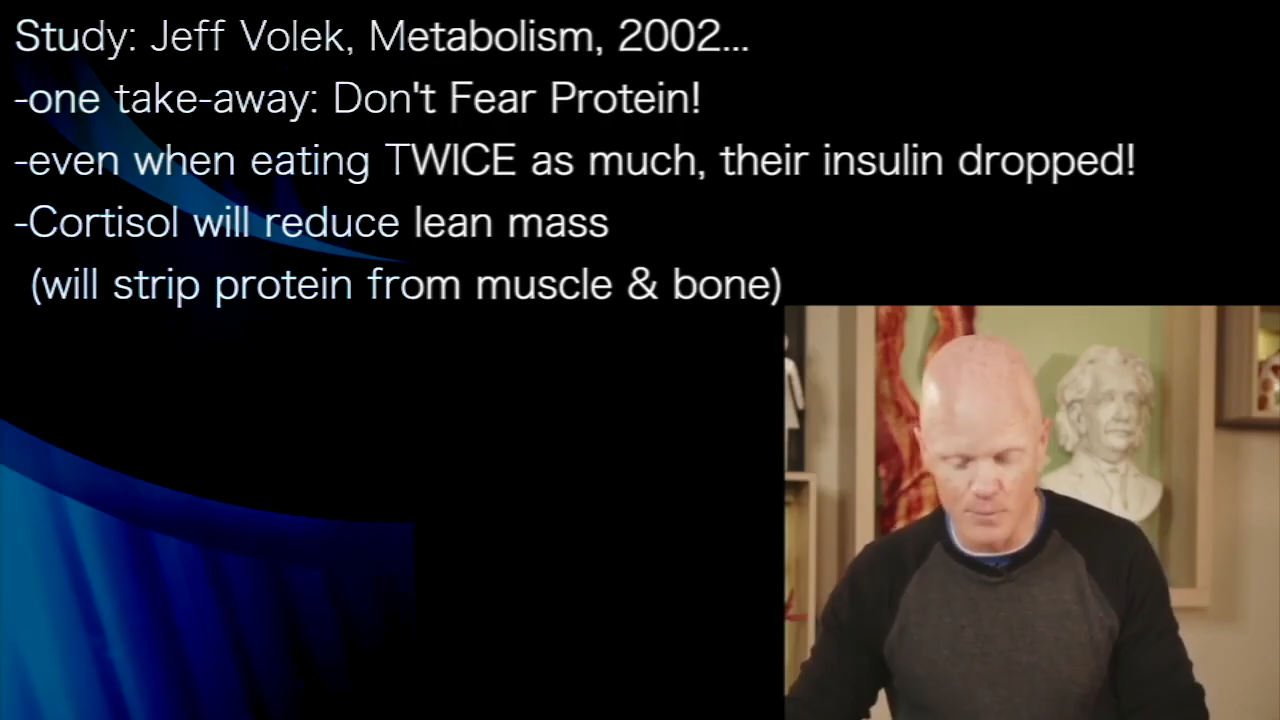 Study: Jeff Volek, Metabolism, 2002...
-one take-away: Don't Fear Protein!
-even when eating TWICE as much, their insulin dropped!
-Cortisol will reduce lean mass
(will strip protein from muscle & bone)